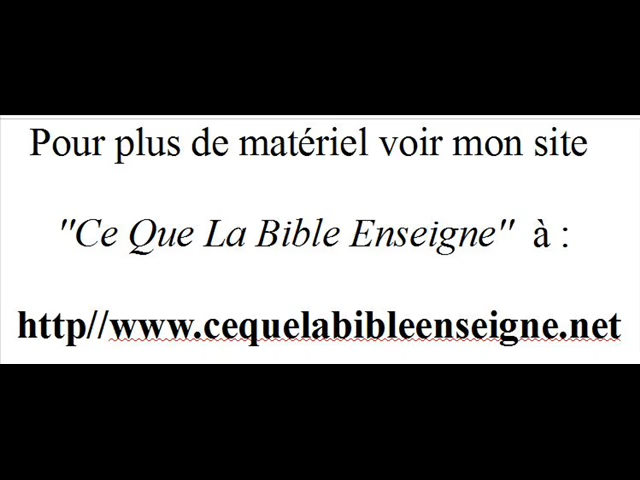 Pour plus de matériel voir mon site
"Ce Que La Bible Enseigne" à :
http//www.cequelabibleenseigne.net